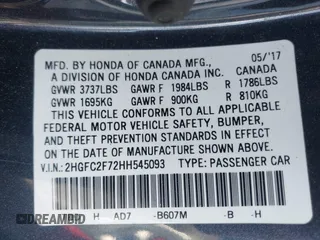 MFD. BY HONDA OF CANADA MFG., 05/'17
A DIVISION OF HONDA CANADA INC. CANADA
GVWR 3737LBS GAWR F 1984LBS R 1786LBS
GVWR 1695KG GAWR F 900KG R 810KG
THIS VEHICLE CONFORMS TO ALL APPLICABLE
FEDERAL MOTOR VEHICLE SAFETY, BUMPER,
AND THEFT PREVENTION STANDARDS IN EFFECT
ON THE DATE OF MANUFACTURE SHOWN ABOVE.
V.I.N.: 2HGFC2F72HH545093 TYPE: PASSENGER CAR
H AD7 -B607M -B -H
DREAMBID